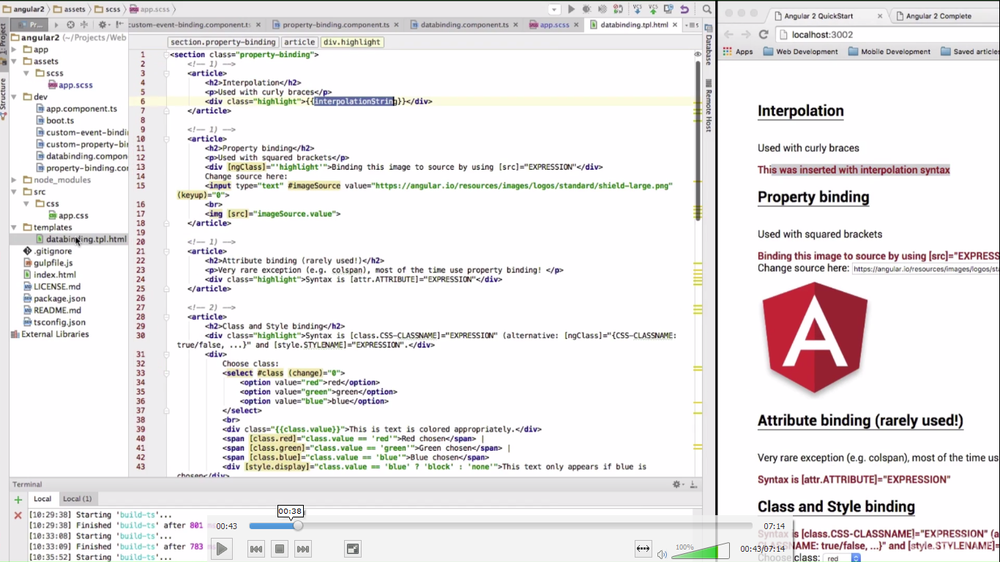 angular2 assets scss app.scss
1: Project
Structure
Pr...
angular2 (~/Projects/Web
app
assets
scss
app.scss
dev
app.component.ts
boot.ts
custom-event-bindi
custom-property-bi
databinding.compon
property-binding.co
node_modules
src
css
app.css
templates
databinding.tpl.html
.gitignore
gulpfile.js
index.html
LICENSE.md
package.json
README.md
tsconfig.json
External Libraries
custom-event-binding.component.ts property-binding.component.ts databinding.component.ts app.scss databinding.tpl.html
section.property-binding article div.highlight
1 <section class="property-binding">
2 <!-- 1) -->
3 <article>
4 <h2>Interpolation</h2>
5 <p>Used with curly braces</p>
6 <div class="highlight">{{interpolationString}}</div>
7 </article>
8
9 <!-- 1) -->
10 <article>
11 <h2>Property binding</h2>
12 <p>Used with squared brackets</p>
13 <div [ngClass]="'highlight'">Binding this image to source by using [src]="EXPRESSION"</div>
14 Change source here:
15 <input type="text" #imageSource value="https://angular.io/resources/images/logos/standard/shield-large.png"
(keyup)="0">
16 <br>
17 <img [src]="imageSource.value">
18 </article>
19
20 <!-- 1) -->
21 <article>
22 <h2>Attribute binding (rarely used!)</h2>
23 <p>Very rare exception (e.g. colspan), most of the time use property binding! </p>
24 <div class="highlight">Syntax is [attr.ATTRIBUTE]="EXPRESSION"</div>
25 </article>
26
27 <!-- 2) -->
28 <article>
29 <h2>Class and Style binding</h2>
30 <div class="highlight">Syntax is [class.CSS-CLASSNAME]="EXPRESSION" (alternative: [ngClass]="{CSS-CLASSNAME:
true/false, ...}" and [style.STYLENAME]="EXPRESSION".</div>
31 <div>
32 Choose class:
33 <select #class (change)="0">
34 <option value="red">red</option>
35 <option value="green">green</option>
36 <option value="blue">blue</option>
37 </select>
38 <br>
39 <div class="{{class.value}}">This is text is colored appropriately.</div>
40 <span [class.red]="class.value == 'red'">Red chosen</span> |
41 <span [class.green]="class.value == 'green'">Green chosen</span> |
42 <span [class.blue]="class.value == 'blue'">Blue chosen</span>
43 <div [style.display]="class.value == 'blue' ? 'block' : 'none'">This text only appears if blue is
chosen</div>
Database
Remote Host
Terminal
Local Local (1)
[10:29:38] Starting 'build-ts'...
[10:29:38] Finished 'build-ts' after 801 ms
[10:33:08] Starting 'build-ts'...
[10:33:09] Finished 'build-ts' after 783 ms
[10:35:52] Starting 'build-ts'...
00:38
00:43 07:14
100% 00:43/07:14
Angular 2 QuickStart Angular 2 Complete
localhost:3002
Apps Web Development Mobile Development Saved articles
Interpolation
Used with curly braces
This was inserted with interpolation syntax
Property binding
Used with squared brackets
Binding this image to source by using [src]="EXPRESS
Change source here: https://angular.io/resources/images/logos/sta
A
Attribute binding (rarely used!)
Very rare exception (e.g. colspan), most of the time us
Syntax is [attr.ATTRIBUTE]="EXPRESSION"
Class and Style binding
Syntax is [class.CSS-CLASSNAME]="EXPRESSION" (a
CLASSNAME: true/false, ...}" and [style.STYLENAME]=
Choose class: red